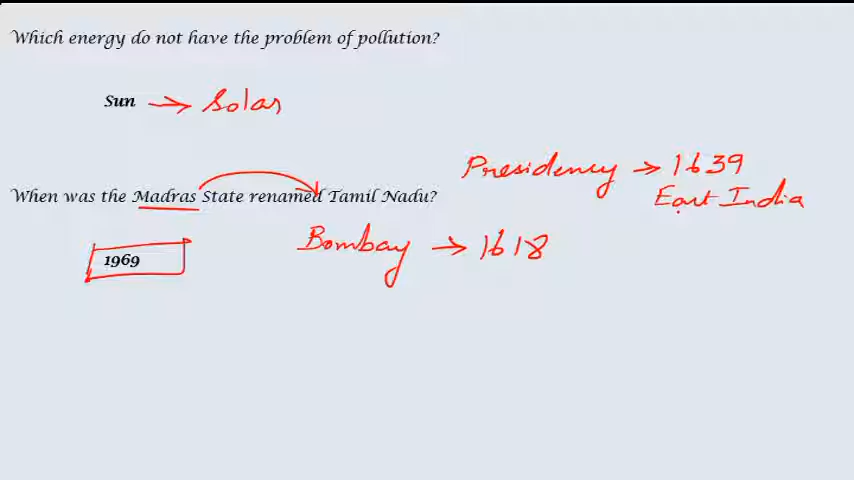 Which energy do not have the problem of pollution?
Sun → Solar
Presidency → 1639
East India
When was the Madras State renamed Tamil Nadu?
Bombay → 1618
1969